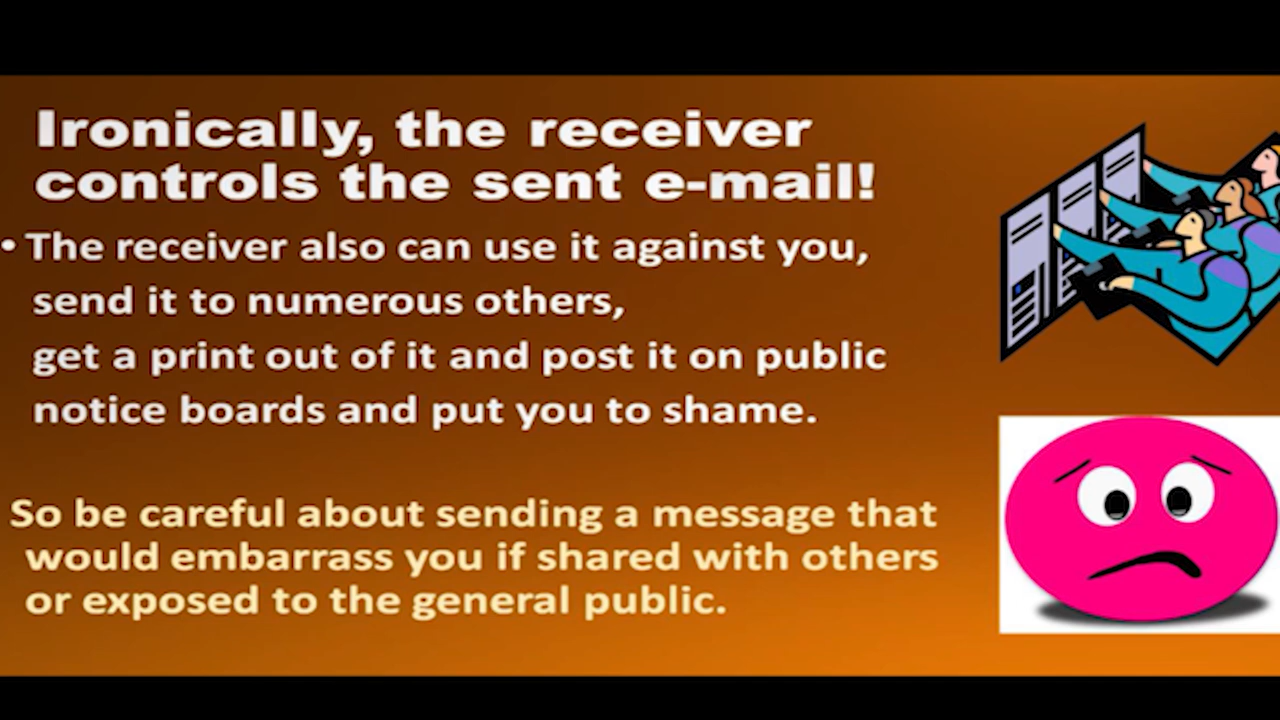 Ironically, the receiver
controls the sent e-mail!
• The receiver also can use it against you,
send it to numerous others,
get a print out of it and post it on public
notice boards and put you to shame.
So be careful about sending a message that
would embarrass you if shared with others
or exposed to the general public.